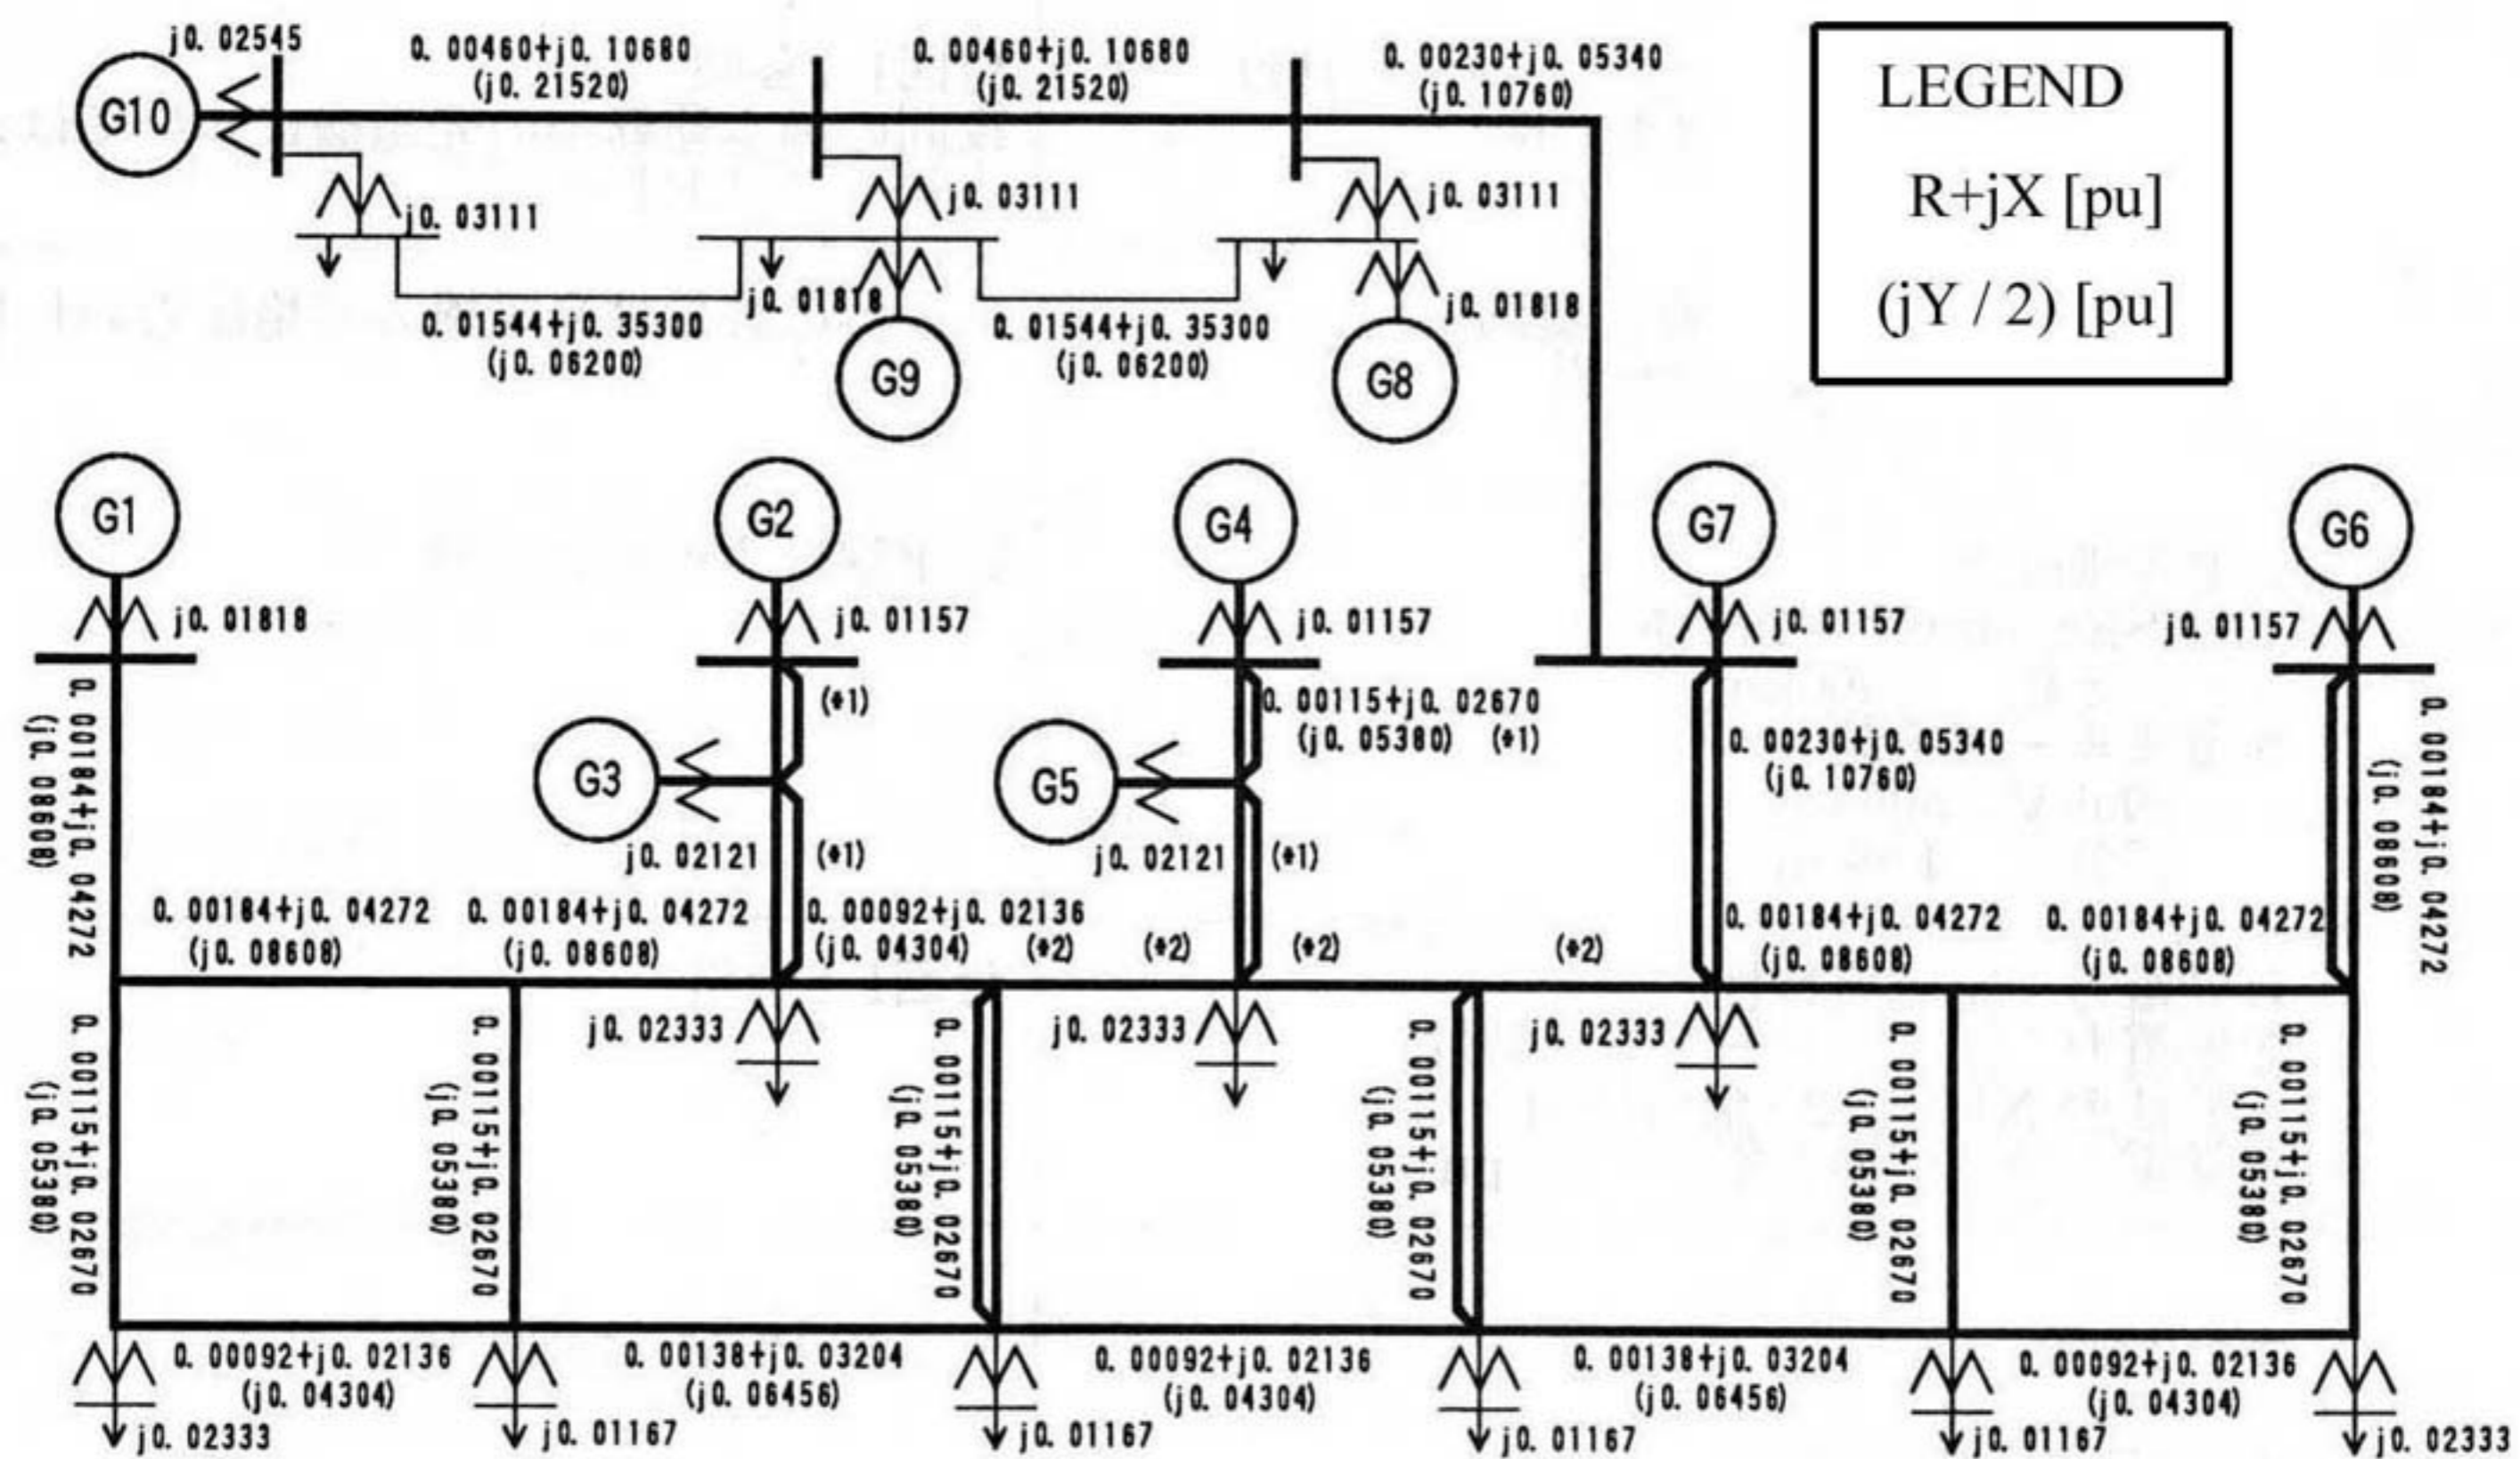 j0. 02545
0. 00460+j0. 10680
(j0. 21520)
0. 00460+j0. 10680
(j0. 21520)
0. 00230+j0. 05340
(j0. 10760)
LEGEND
R+jX [pu]
(jY / 2) [pu]
G10
j0. 03111
j0. 03111
j0. 03111
j0. 01818
j0. 01818
0. 01544+j0. 35300
(j0. 06200)
0. 01544+j0. 35300
(j0. 06200)
G9
G8
G1
G2
G4
G7
G6
j0. 01818
j0. 01157
j0. 01157
j0. 01157
j0. 01157
0. 00184+j0. 04272
(j0. 08608)
(*1)
0. 00115+j0. 02670
(j0. 05380) (*1)
0. 00230+j0. 05340
(j0. 10760)
0. 00184+j0. 04272
(j0. 08608)
G3
G5
j0. 02121
(*1)
j0. 02121
(*1)
0. 00184+j0. 04272
(j0. 08608)
0. 00184+j0. 04272
(j0. 08608)
0. 00092+j0. 02136
(j0. 04304) (*2)
(*2)
(*2)
(*2)
0. 00184+j0. 04272
(j0. 08608)
0. 00184+j0. 04272
(j0. 08608)
j0. 02333
j0. 02333
j0. 02333
0. 00115+j0. 02670
(j0. 05380)
0. 00115+j0. 02670
(j0. 05380)
0. 00115+j0. 02670
(j0. 05380)
0. 00115+j0. 02670
(j0. 05380)
0. 00115+j0. 02670
(j0. 05380)
0. 00115+j0. 02670
(j0. 05380)
0. 00092+j0. 02136
(j0. 04304)
0. 00138+j0. 03204
(j0. 06456)
0. 00092+j0. 02136
(j0. 04304)
0. 00138+j0. 03204
(j0. 06456)
0. 00092+j0. 02136
(j0. 04304)
j0. 02333
j0. 01167
j0. 01167
j0. 01167
j0. 01167
j0. 02333